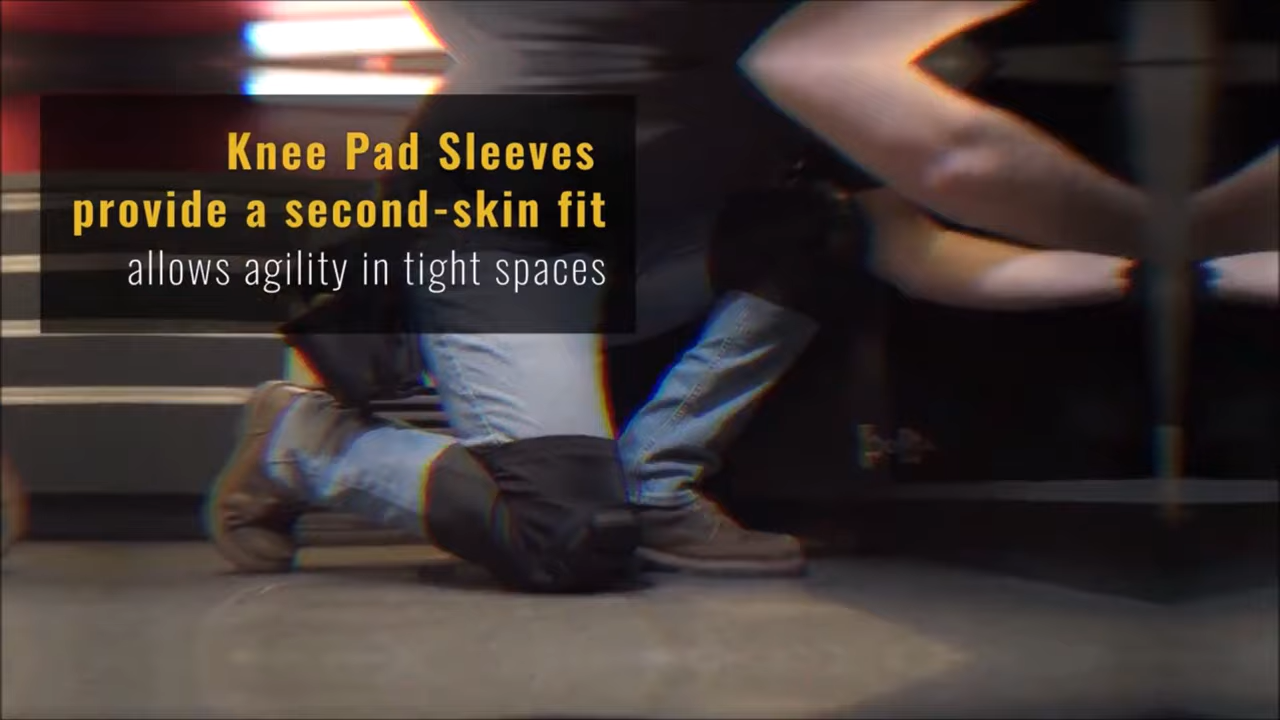 Knee Pad Sleeves
provide a second-skin fit
allows agility in tight spaces